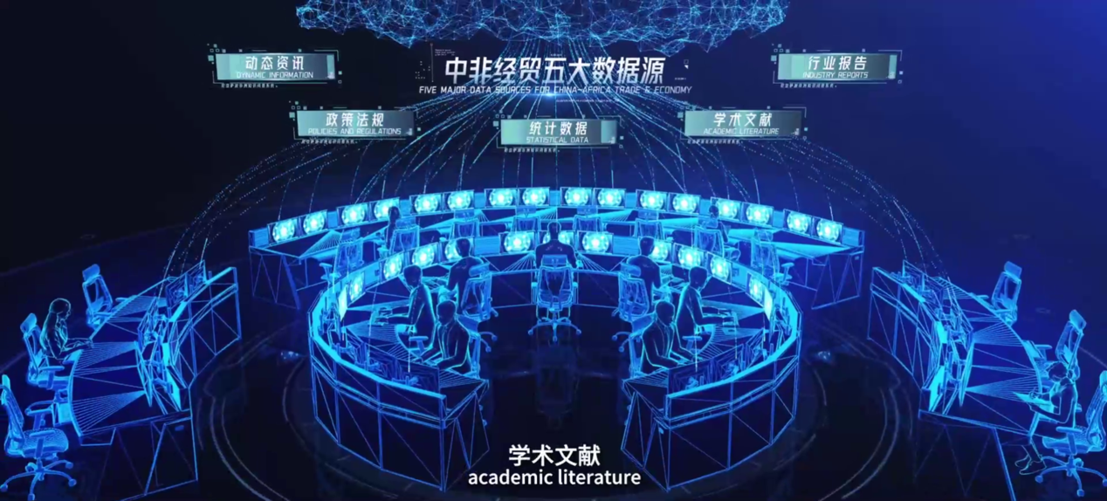 动态资讯
DYNAMIC INFORMATION
中非经贸五大数据源
FIVE MAJOR DATA SOURCES FOR CHINA-AFRICA TRADE & ECONOMY
行业报告
INDUSTRY REPORTS
政策法规
POLICIES AND REGULATIONS
统计数据
STATISTICAL DATA
学术文献
ACADEMIC LITERATURE
学术文献
academic literature